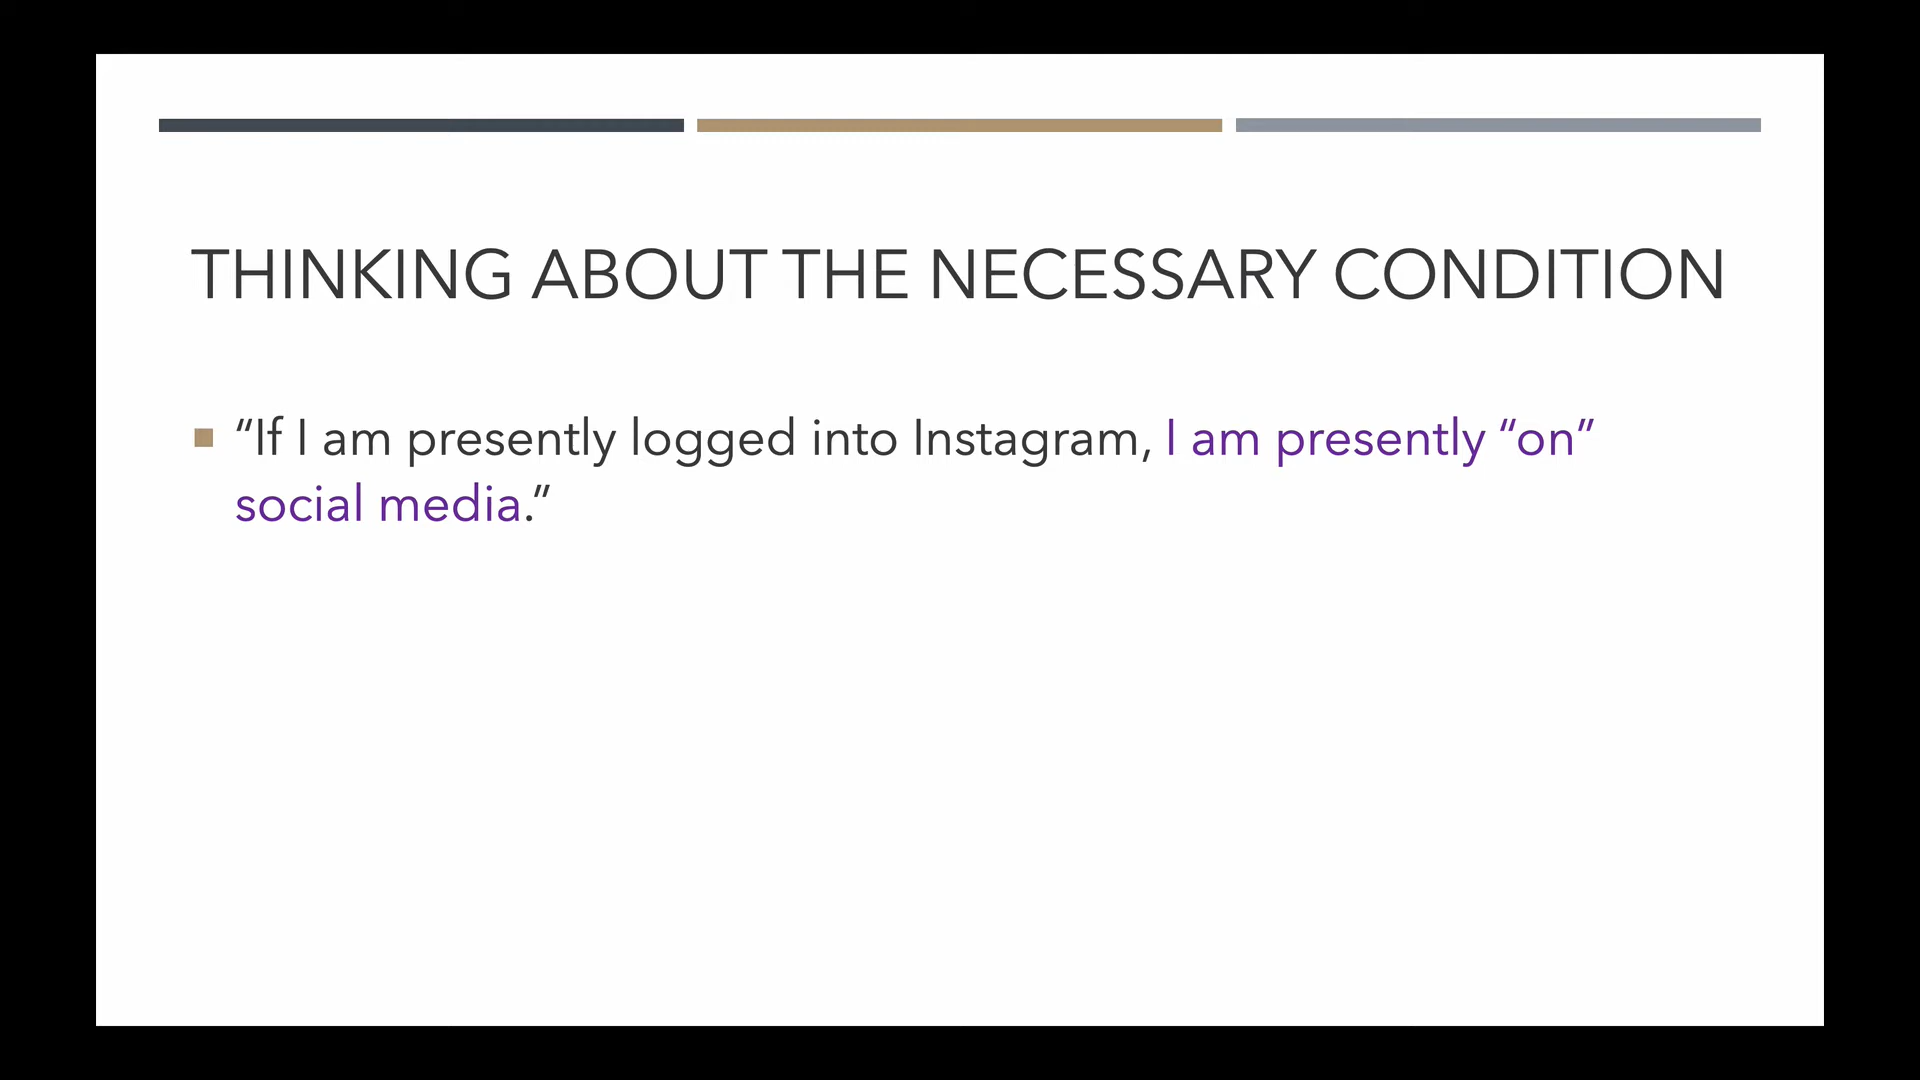 THINKING ABOUT THE NECESSARY CONDITION
“If I am presently logged into Instagram, I am presently “on”
social media.”